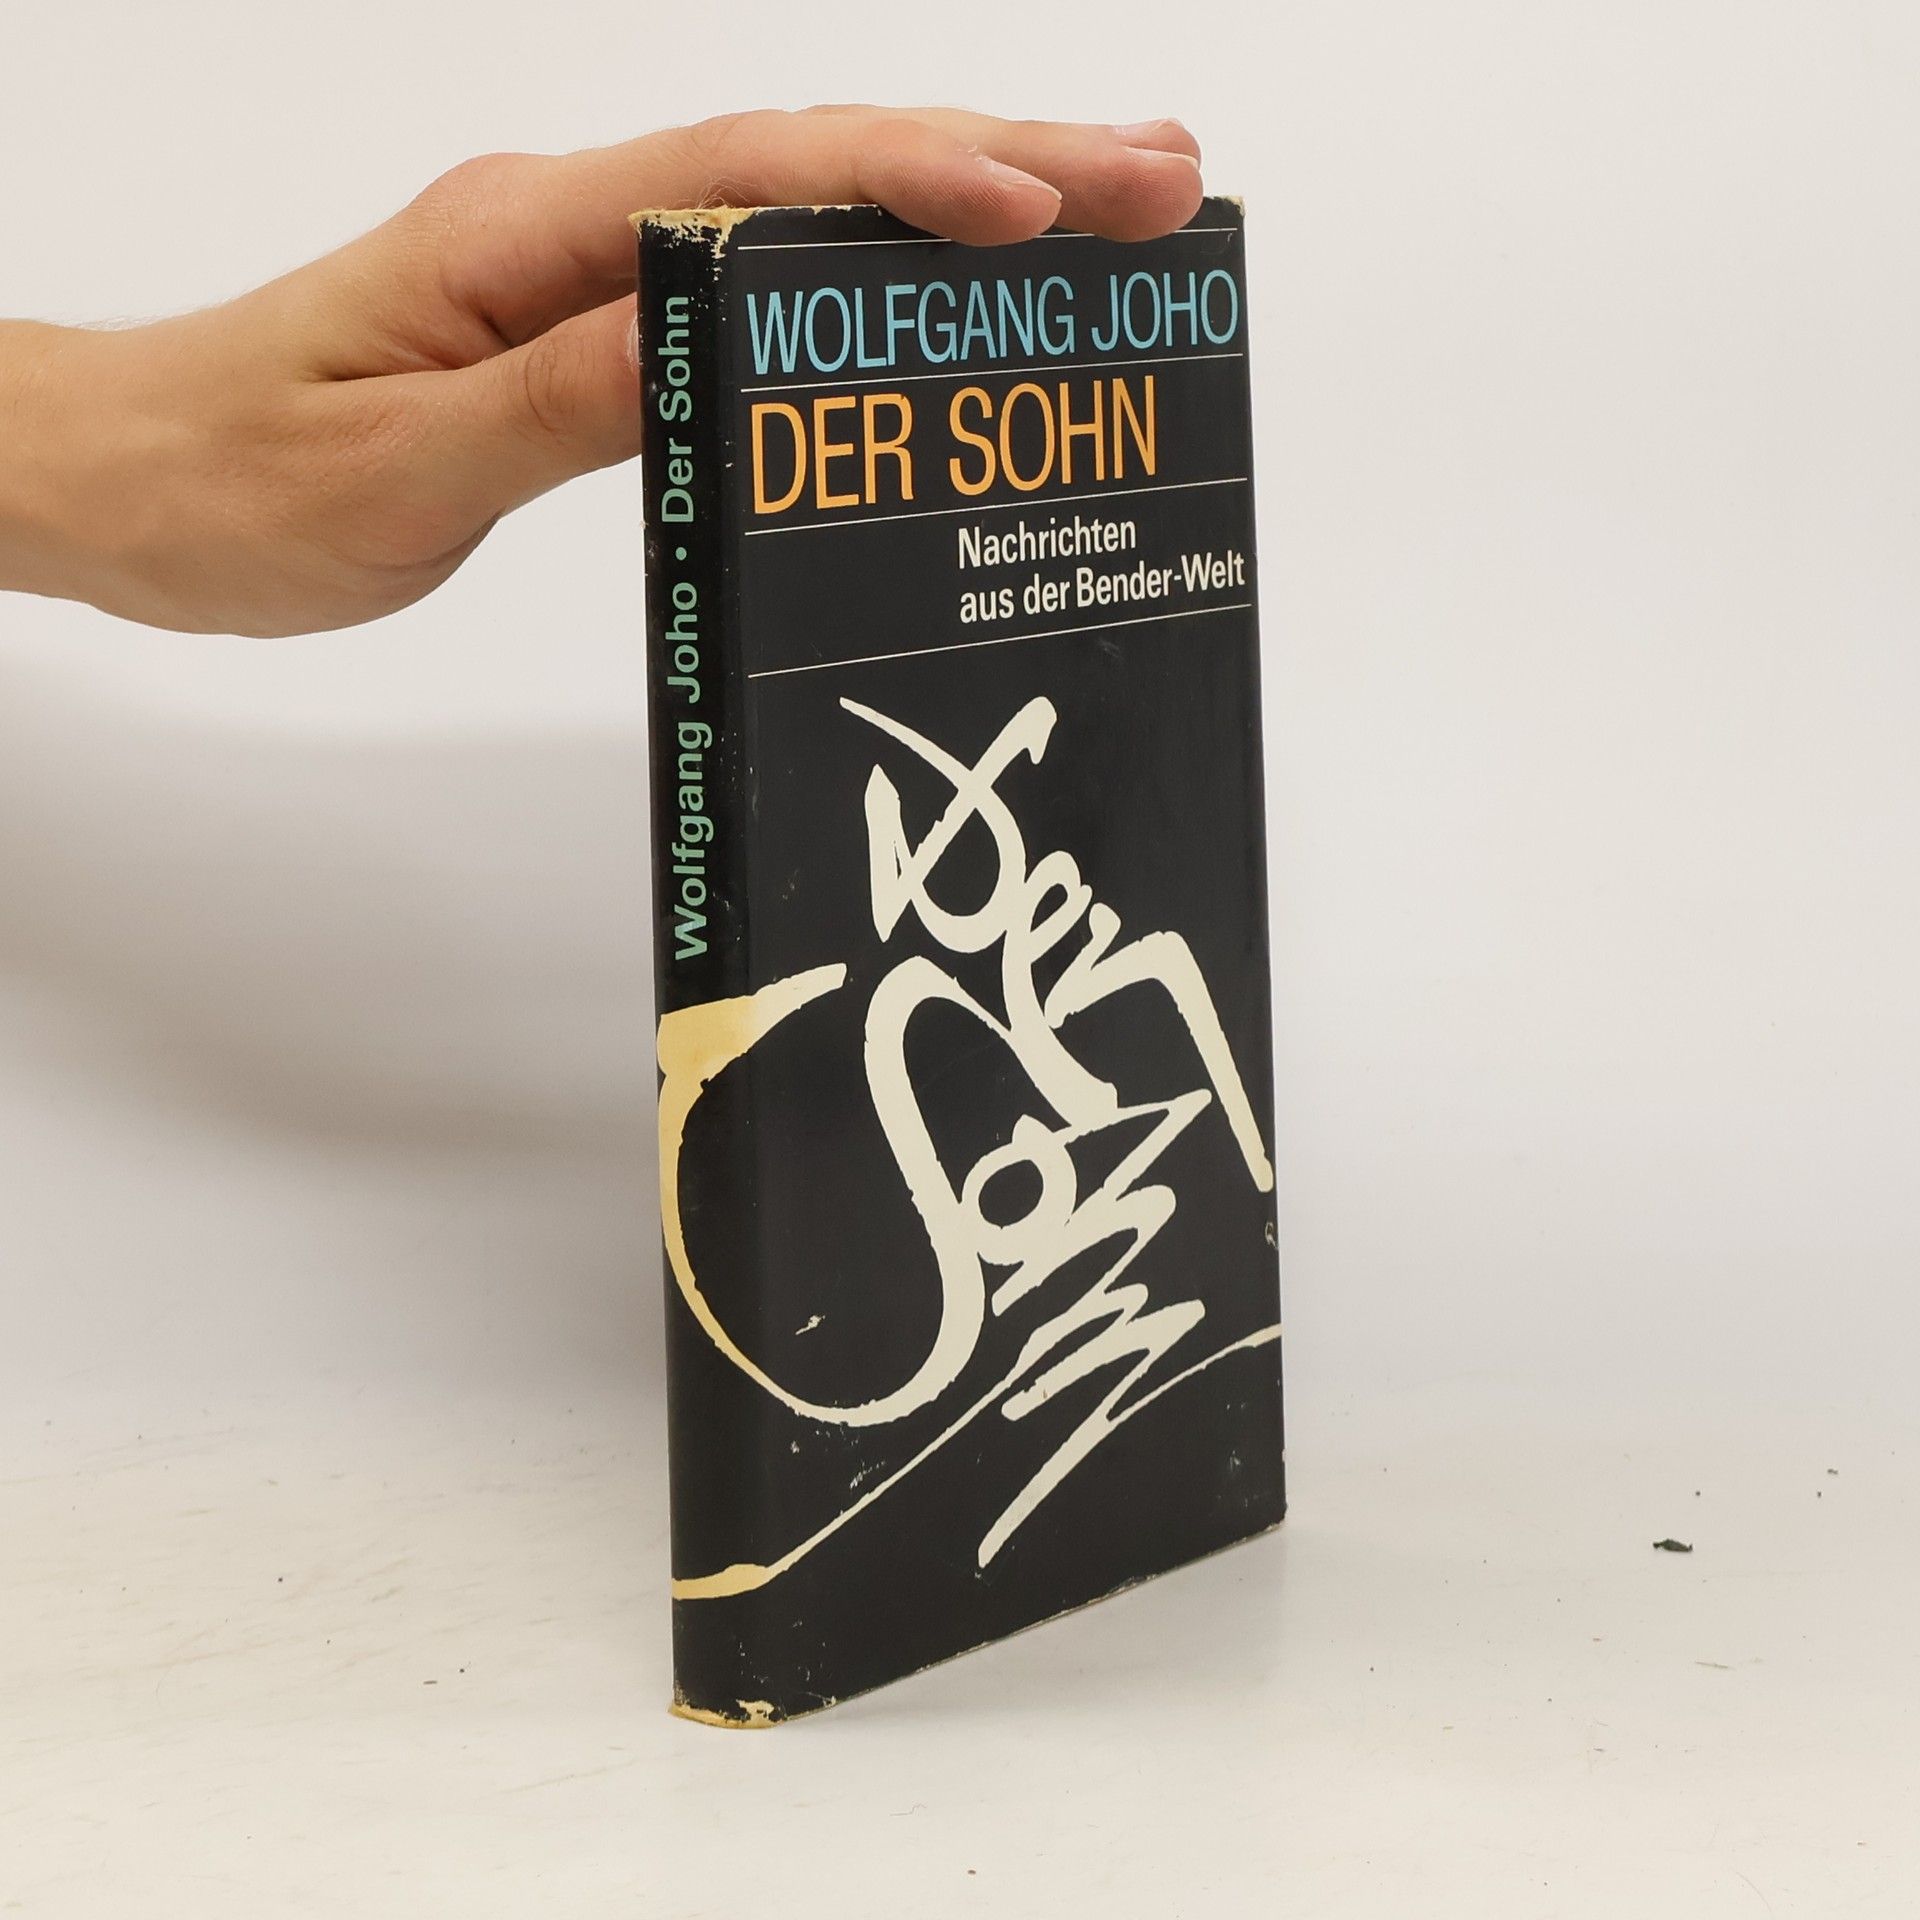 Wolfgang Joho • Der Sohn
WOLFGANG JOHO
DER SOHN
Nachrichten
aus der Bender-Welt
Der
Sohn